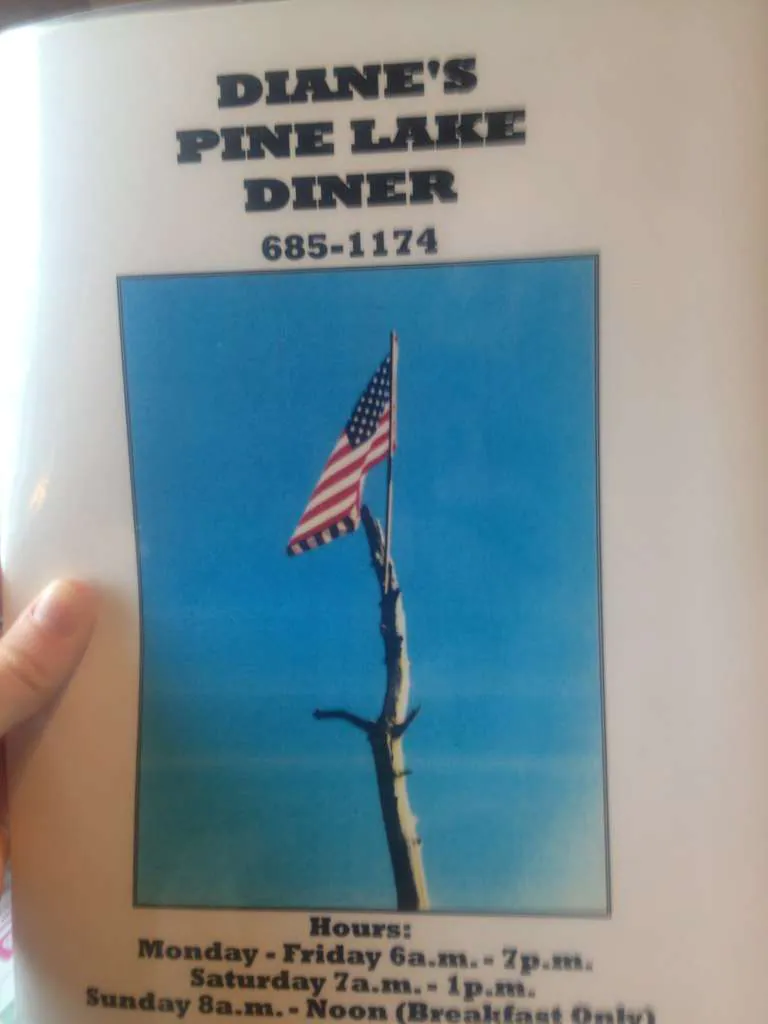 DIANE'S
PINE LAKE
DINER
685-1174
Hours:
Monday - Friday 6a.m. - 7p.m.
Saturday 7a.m. - 1p.m.
Sunday 8a.m. - Noon (Breakfast Only)